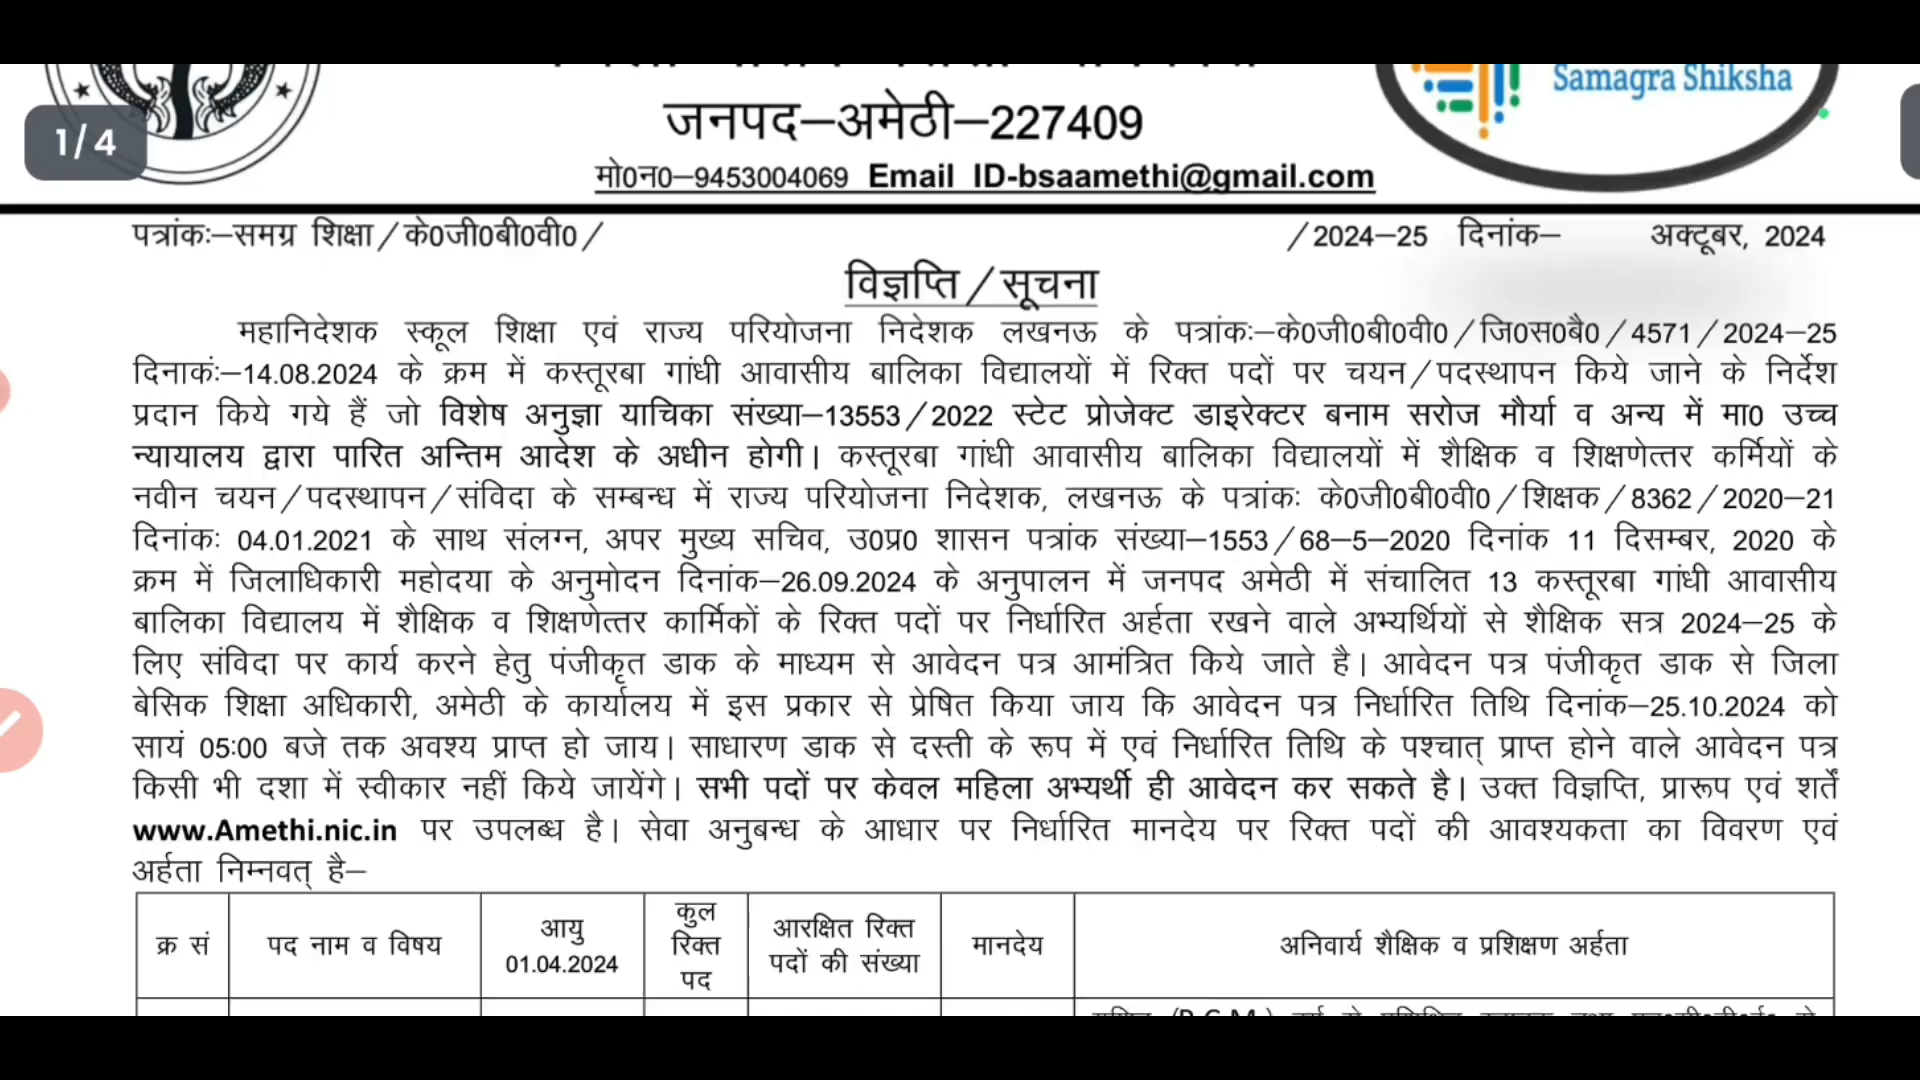 Samagra Shiksha
जनपद–अमेठी–227409
1/4
मो0न0–9453004069 Email ID-bsaamethi@gmail.com
पत्रांकः–समग्र शिक्षा/के0जी0बी0वी0/ /2024–25 दिनांक– अक्टूबर, 2024
विज्ञप्ति/सूचना
महानिदेशक स्कूल शिक्षा एवं राज्य परियोजना निदेशक लखनऊ के पत्रांकः–के0जी0बी0वी0/जि0स0बै0/4571/2024–25
दिनाकंः–14.08.2024 के क्रम में कस्तूरबा गांधी आवासीय बालिका विद्यालयों में रिक्त पदों पर चयन/पदस्थापन किये जाने के निर्देश
प्रदान किये गये हैं जो विशेष अनुज्ञा याचिका संख्या–13553/2022 स्टेट प्रोजेक्ट डाइरेक्टर बनाम सरोज मौर्या व अन्य में मा0 उच्च
न्यायालय द्वारा पारित अन्तिम आदेश के अधीन होगी। कस्तूरबा गांधी आवासीय बालिका विद्यालयों में शैक्षिक व शिक्षणेत्तर कर्मियों के
नवीन चयन/पदस्थापन/संविदा के सम्बन्ध में राज्य परियोजना निदेशक, लखनऊ के पत्रांकः के0जी0बी0वी0/शिक्षक/8362/2020–21
दिनांकः 04.01.2021 के साथ संलग्न, अपर मुख्य सचिव, उ0प्र0 शासन पत्रांक संख्या–1553/68–5–2020 दिनांक 11 दिसम्बर, 2020 के
क्रम में जिलाधिकारी महोदया के अनुमोदन दिनांक–26.09.2024 के अनुपालन में जनपद अमेठी में संचालित 13 कस्तूरबा गांधी आवासीय
बालिका विद्यालय में शैक्षिक व शिक्षणेत्तर कार्मिकों के रिक्त पदों पर निर्धारित अर्हता रखने वाले अभ्यर्थियों से शैक्षिक सत्र 2024–25 के
लिए संविदा पर कार्य करने हेतु पंजीकृत डाक के माध्यम से आवेदन पत्र आमंत्रित किये जाते है। आवेदन पत्र पंजीकृत डाक से जिला
बेसिक शिक्षा अधिकारी, अमेठी के कार्यालय में इस प्रकार से प्रेषित किया जाय कि आवेदन पत्र निर्धारित तिथि दिनांक–25.10.2024 को
सायं 05:00 बजे तक अवश्य प्राप्त हो जाय। साधारण डाक से दस्ती के रूप में एवं निर्धारित तिथि के पश्चात् प्राप्त होने वाले आवेदन पत्र
किसी भी दशा में स्वीकार नहीं किये जायेंगे। सभी पदों पर केवल महिला अभ्यर्थी ही आवेदन कर सकते है। उक्त विज्ञप्ति, प्रारूप एवं शर्ते
www.Amethi.nic.in पर उपलब्ध है। सेवा अनुबन्ध के आधार पर निर्धारित मानदेय पर रिक्त पदों की आवश्यकता का विवरण एवं
अर्हता निम्नवत् है–
क्र सं
पद नाम व विषय
आयु
01.04.2024
कुल
रिक्त
पद
आरक्षित रिक्त
पदों की संख्या
मानदेय
अनिवार्य शैक्षिक व प्रशिक्षण अर्हता